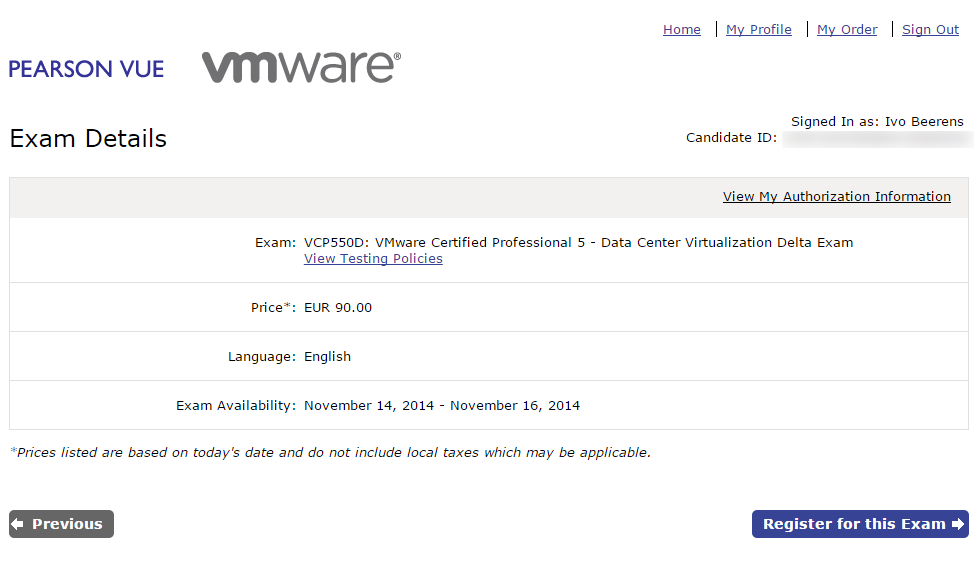 Home My Profile My Order Sign Out
PEARSON VUE vmware®
Signed In as: Ivo Beerens
Exam Details
Candidate ID:
View My Authorization Information
Exam: VCP550D: VMware Certified Professional 5 - Data Center Virtualization Delta Exam
View Testing Policies
Price*: EUR 90.00
Language: English
Exam Availability: November 14, 2014 - November 16, 2014
*Prices listed are based on today's date and do not include local taxes which may be applicable.
Previous Register for this Exam